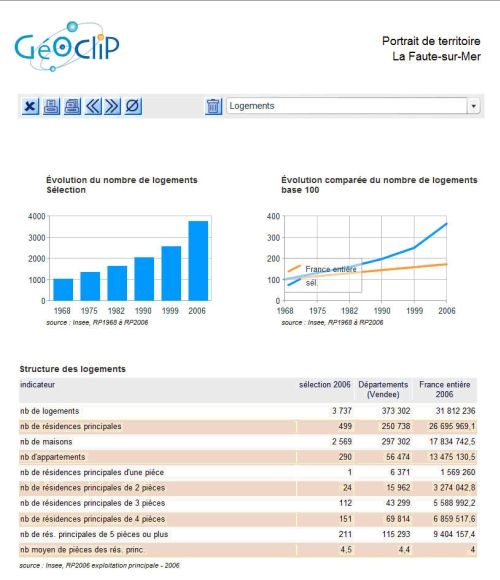 GéOcliP
Portrait de territoire
La Faute-sur-Mer
Logements
Évolution du nombre de logements
Sélection
4000
3000
2000
1000
0
1968 1975 1982 1990 1999 2006
source : Insee, RP1968 à RP2006
Évolution comparée du nombre de logements
base 100
400
300
200
100
0
France entière
sél.
1968 1975 1982 1990 1999 2006
source : Insee, RP1968 à RP2006
Structure des logements
indicateur sélection 2006 Départements (Vendee) France entière 2006
nb de logements 3 737 373 302 31 812 236
nb de résidences principales 499 250 738 26 695 969,1
nb de maisons 2 569 297 302 17 834 742,5
nb d'appartements 290 56 474 13 475 130,5
nb de résidences principales d'une pièce 1 6 371 1 569 260
nb de résidences principales de 2 pièces 24 15 962 3 274 042,8
nb de résidences principales de 3 pièces 112 43 299 5 588 992,2
nb de résidences principales de 4 pièces 151 69 814 6 859 517,6
nb de rés. principales de 5 pièces ou plus 211 115 293 9 404 157,4
nb moyen de pièces des rés. princ. 4,5 4,4 4
source : Insee, RP2006 exploitation principale - 2006